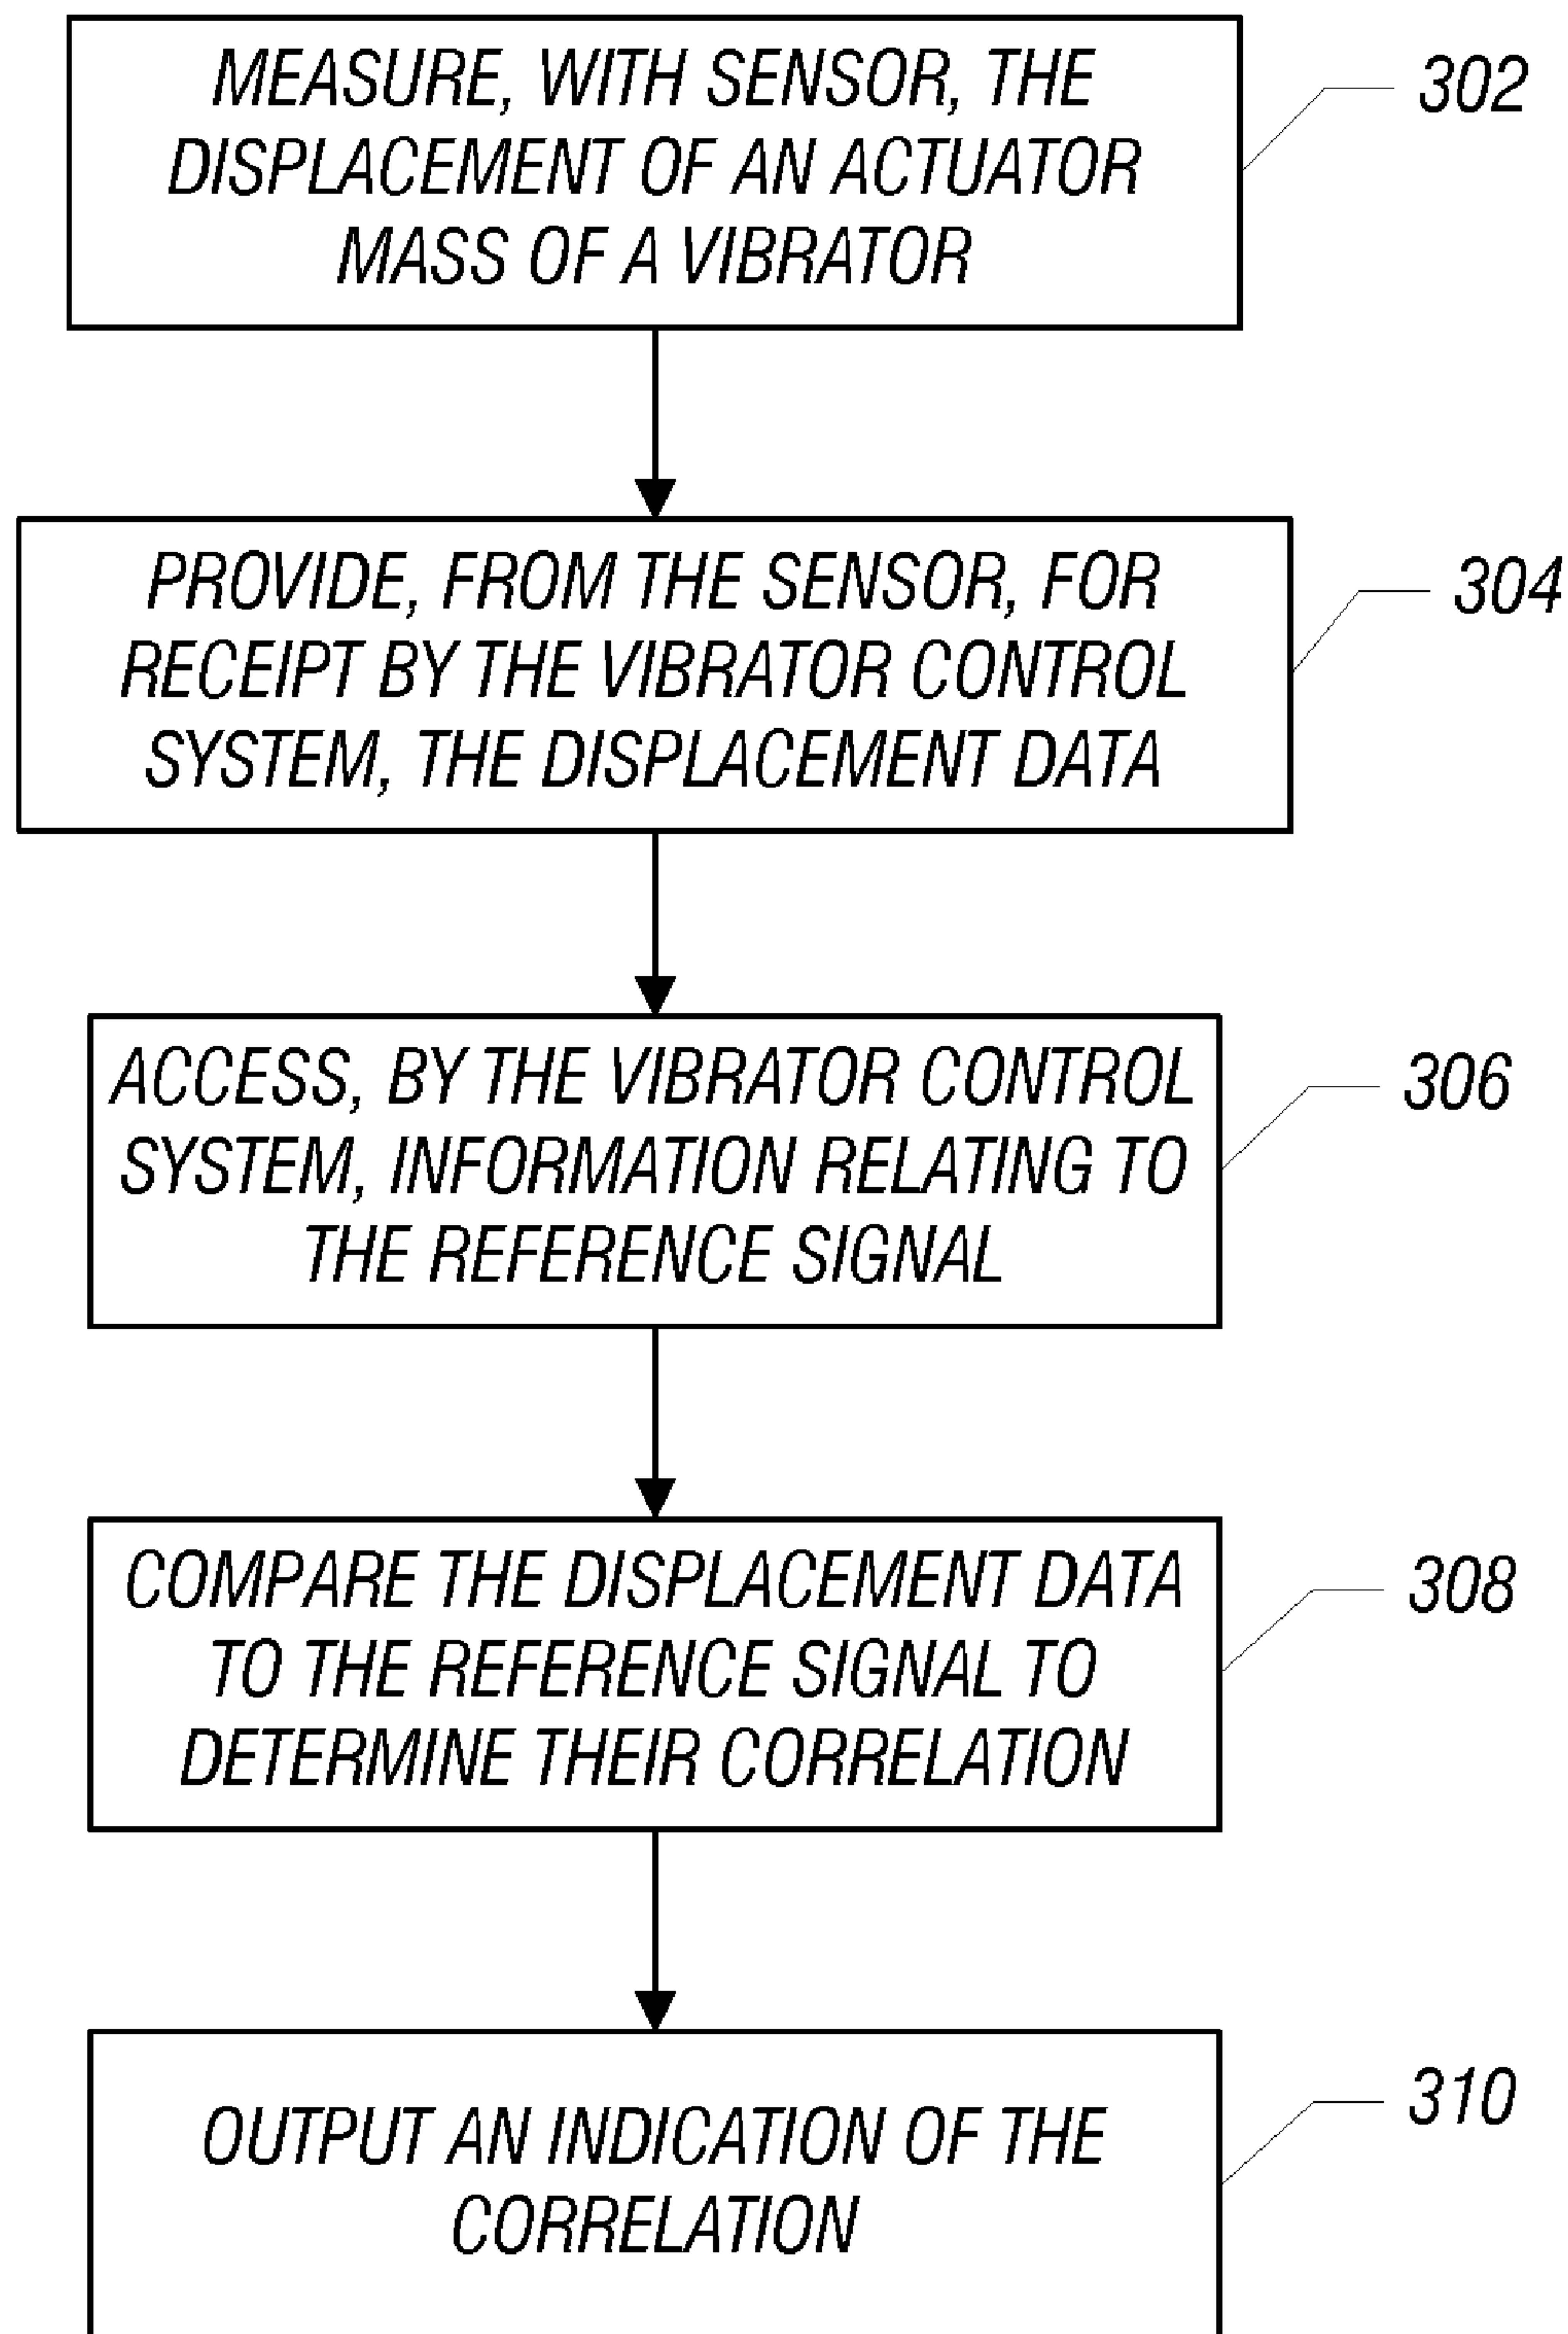 MEASURE, WITH SENSOR, THE
DISPLACEMENT OF AN ACTUATOR
MASS OF A VIBRATOR
302
PROVIDE, FROM THE SENSOR, FOR
RECEIPT BY THE VIBRATOR CONTROL
SYSTEM, THE DISPLACEMENT DATA
304
ACCESS, BY THE VIBRATOR CONTROL
SYSTEM, INFORMATION RELATING TO
THE REFERENCE SIGNAL
306
COMPARE THE DISPLACEMENT DATA
TO THE REFERENCE SIGNAL TO
DETERMINE THEIR CORRELATION
308
OUTPUT AN INDICATION OF THE
CORRELATION
310